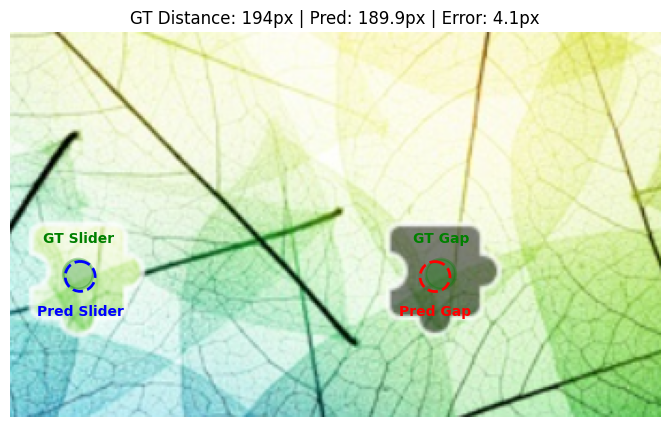 GT Distance: 194px | Pred: 189.9px | Error: 4.1px
GT Slider
GT Gap
Pred Slider
Pred Gap